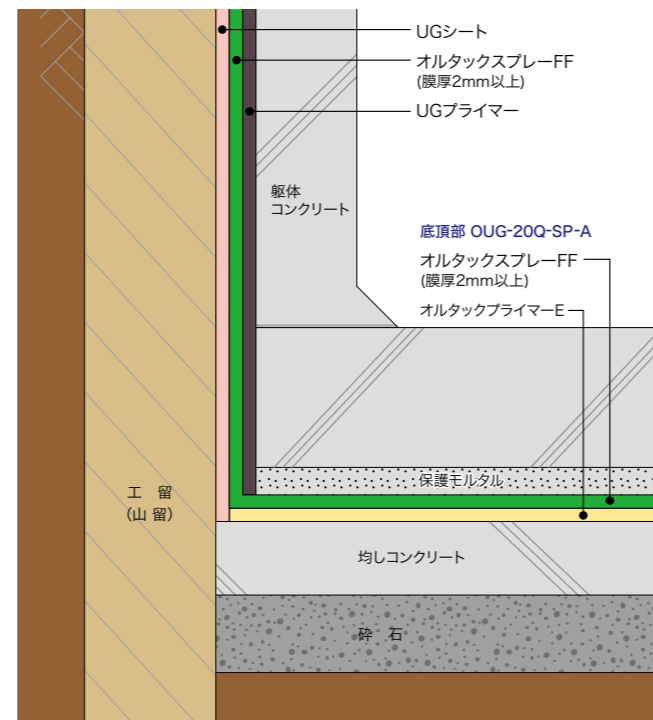 UGシート
オルタックスプレーFF
(膜厚2mm以上)
UGプライマー
躯体
コンクリート
底頂部 OUG-20Q-SP-A
オルタックスプレーFF
(膜厚2mm以上)
オルタックプライマーE
保護モルタル
工 留
(山 留)
均しコンクリート
砕 石